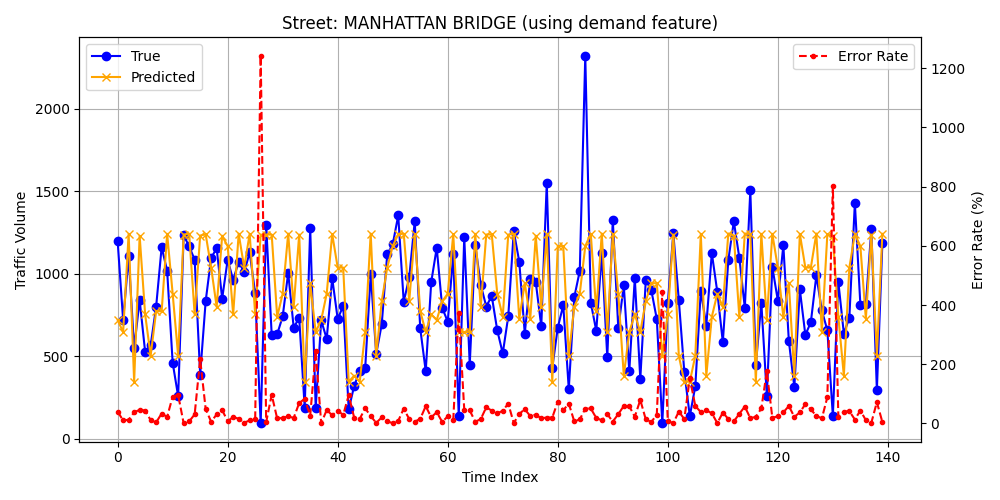 Street: MANHATTAN BRIDGE (using demand feature)
True
Predicted
Error Rate
Traffic Volume
2000
1500
1000
500
0
Error Rate (%)
1200
1000
800
600
400
200
0
0 20 40 60 80 100 120 140
Time Index